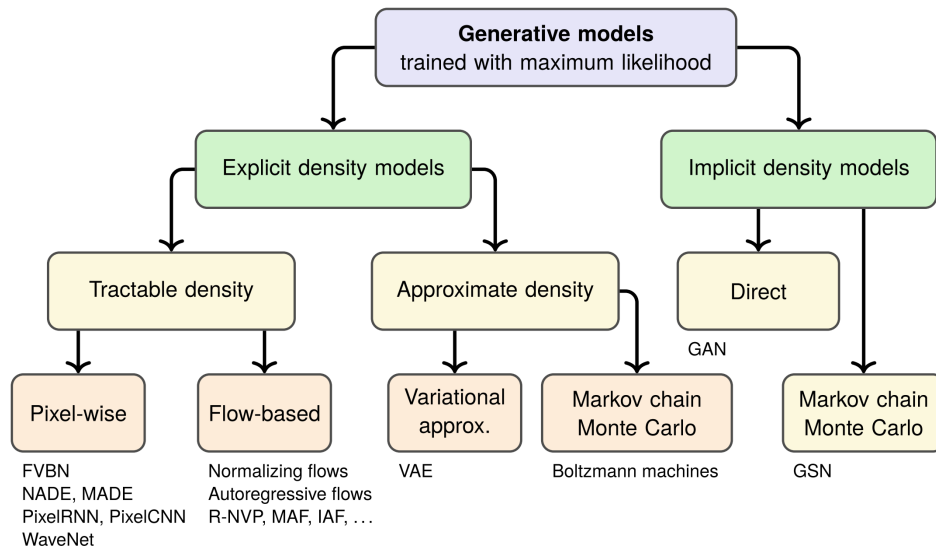 Generative models
trained with maximum likelihood
Explicit density models
Implicit density models
Tractable density
Approximate density
Direct
GAN
Pixel-wise
Flow-based
Variational
approx.
Markov chain
Monte Carlo
Markov chain
Monte Carlo
FVBN
NADE, MADE
PixelRNN, PixelCNN
WaveNet
Normalizing flows
Autoregressive flows
R-NVP, MAF, IAF, ...
VAE
Boltzmann machines
GSN